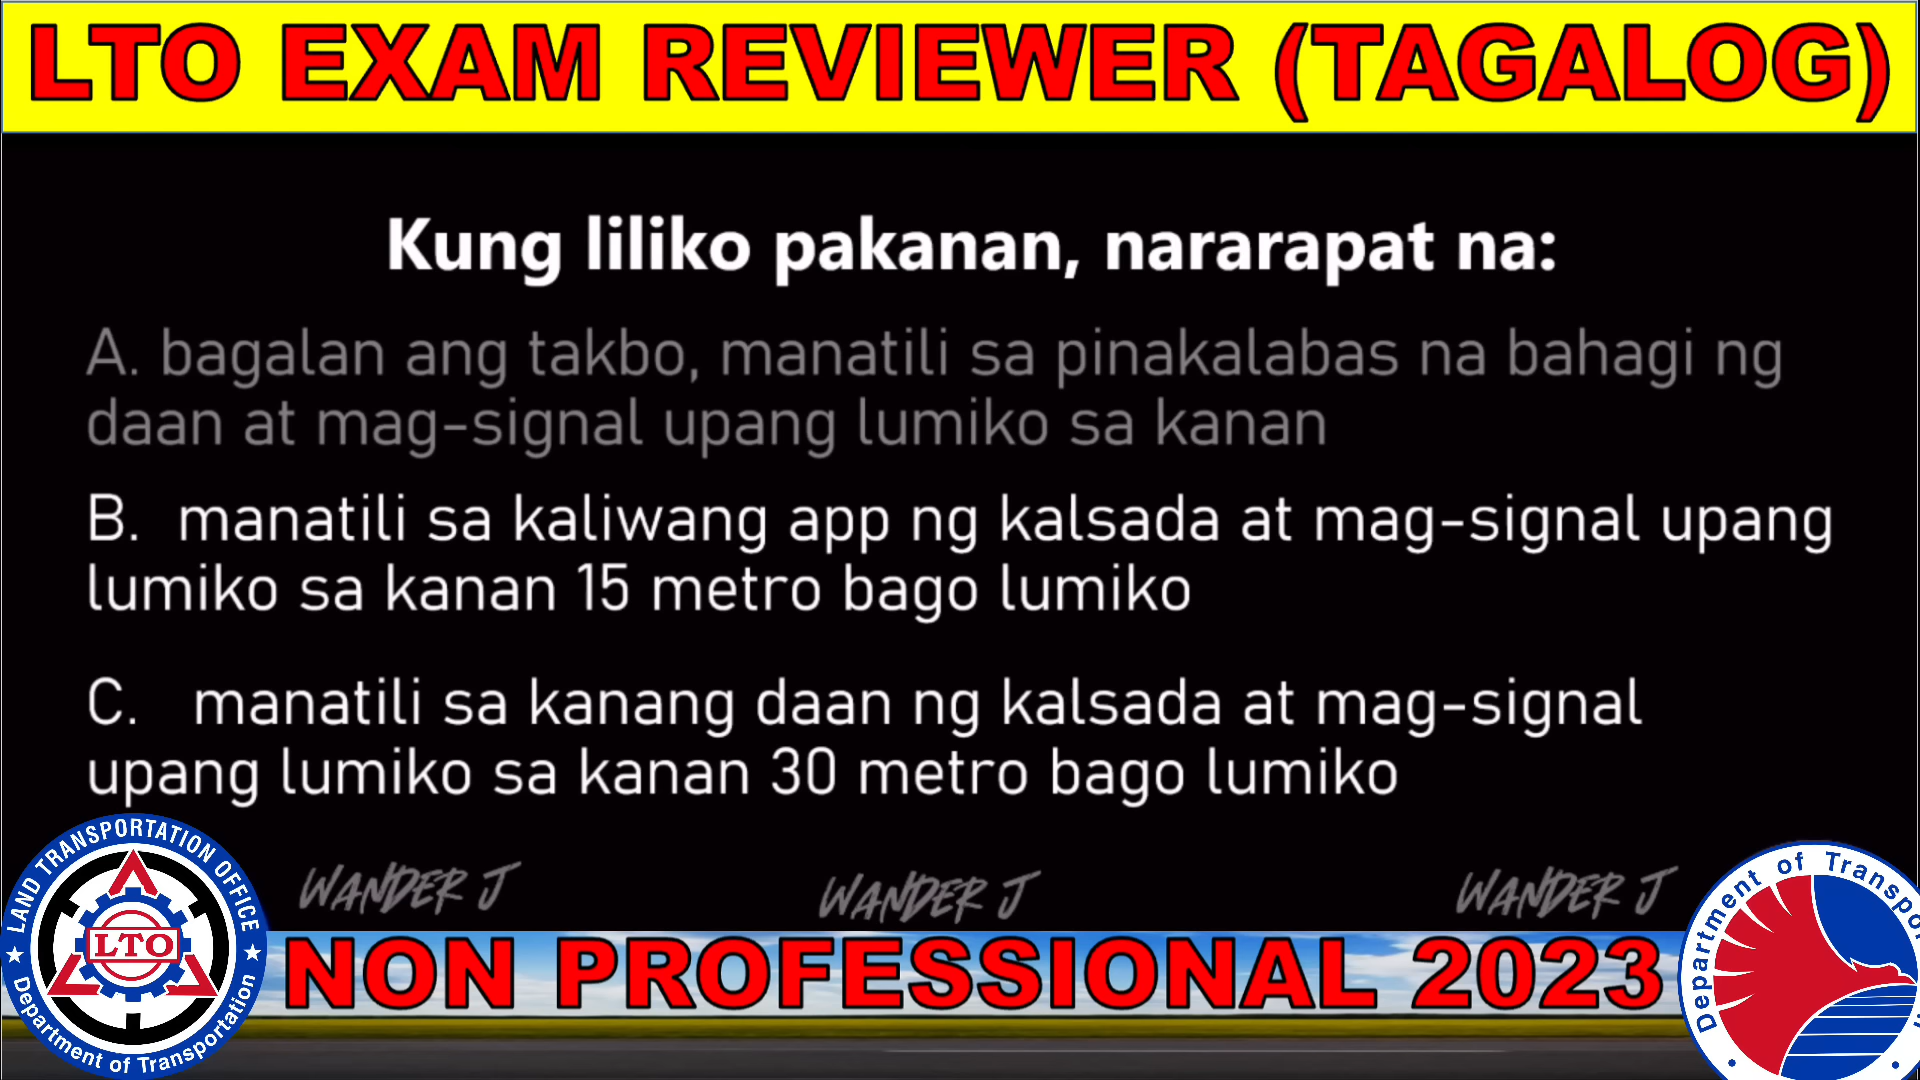 LTO EXAM REVIEWER (TAGALOG)
Kung liliko pakanan, nararapat na:
A. bagalan ang takbo, manatili sa pinakalabas na bahagi ng
daan at mag-signal upang lumiko sa kanan
B. manatili sa kaliwang app ng kalsada at mag-signal upang
lumiko sa kanan 15 metro bago lumiko
C. manatili sa kanang daan ng kalsada at mag-signal
upang lumiko sa kanan 30 metro bago lumiko
WANDER J
WANDER J
WANDER J
LAND TRANSPORTATION OFFICE
LTO
Department of Transportation
NON PROFESSIONAL 2023
Department of Transpo